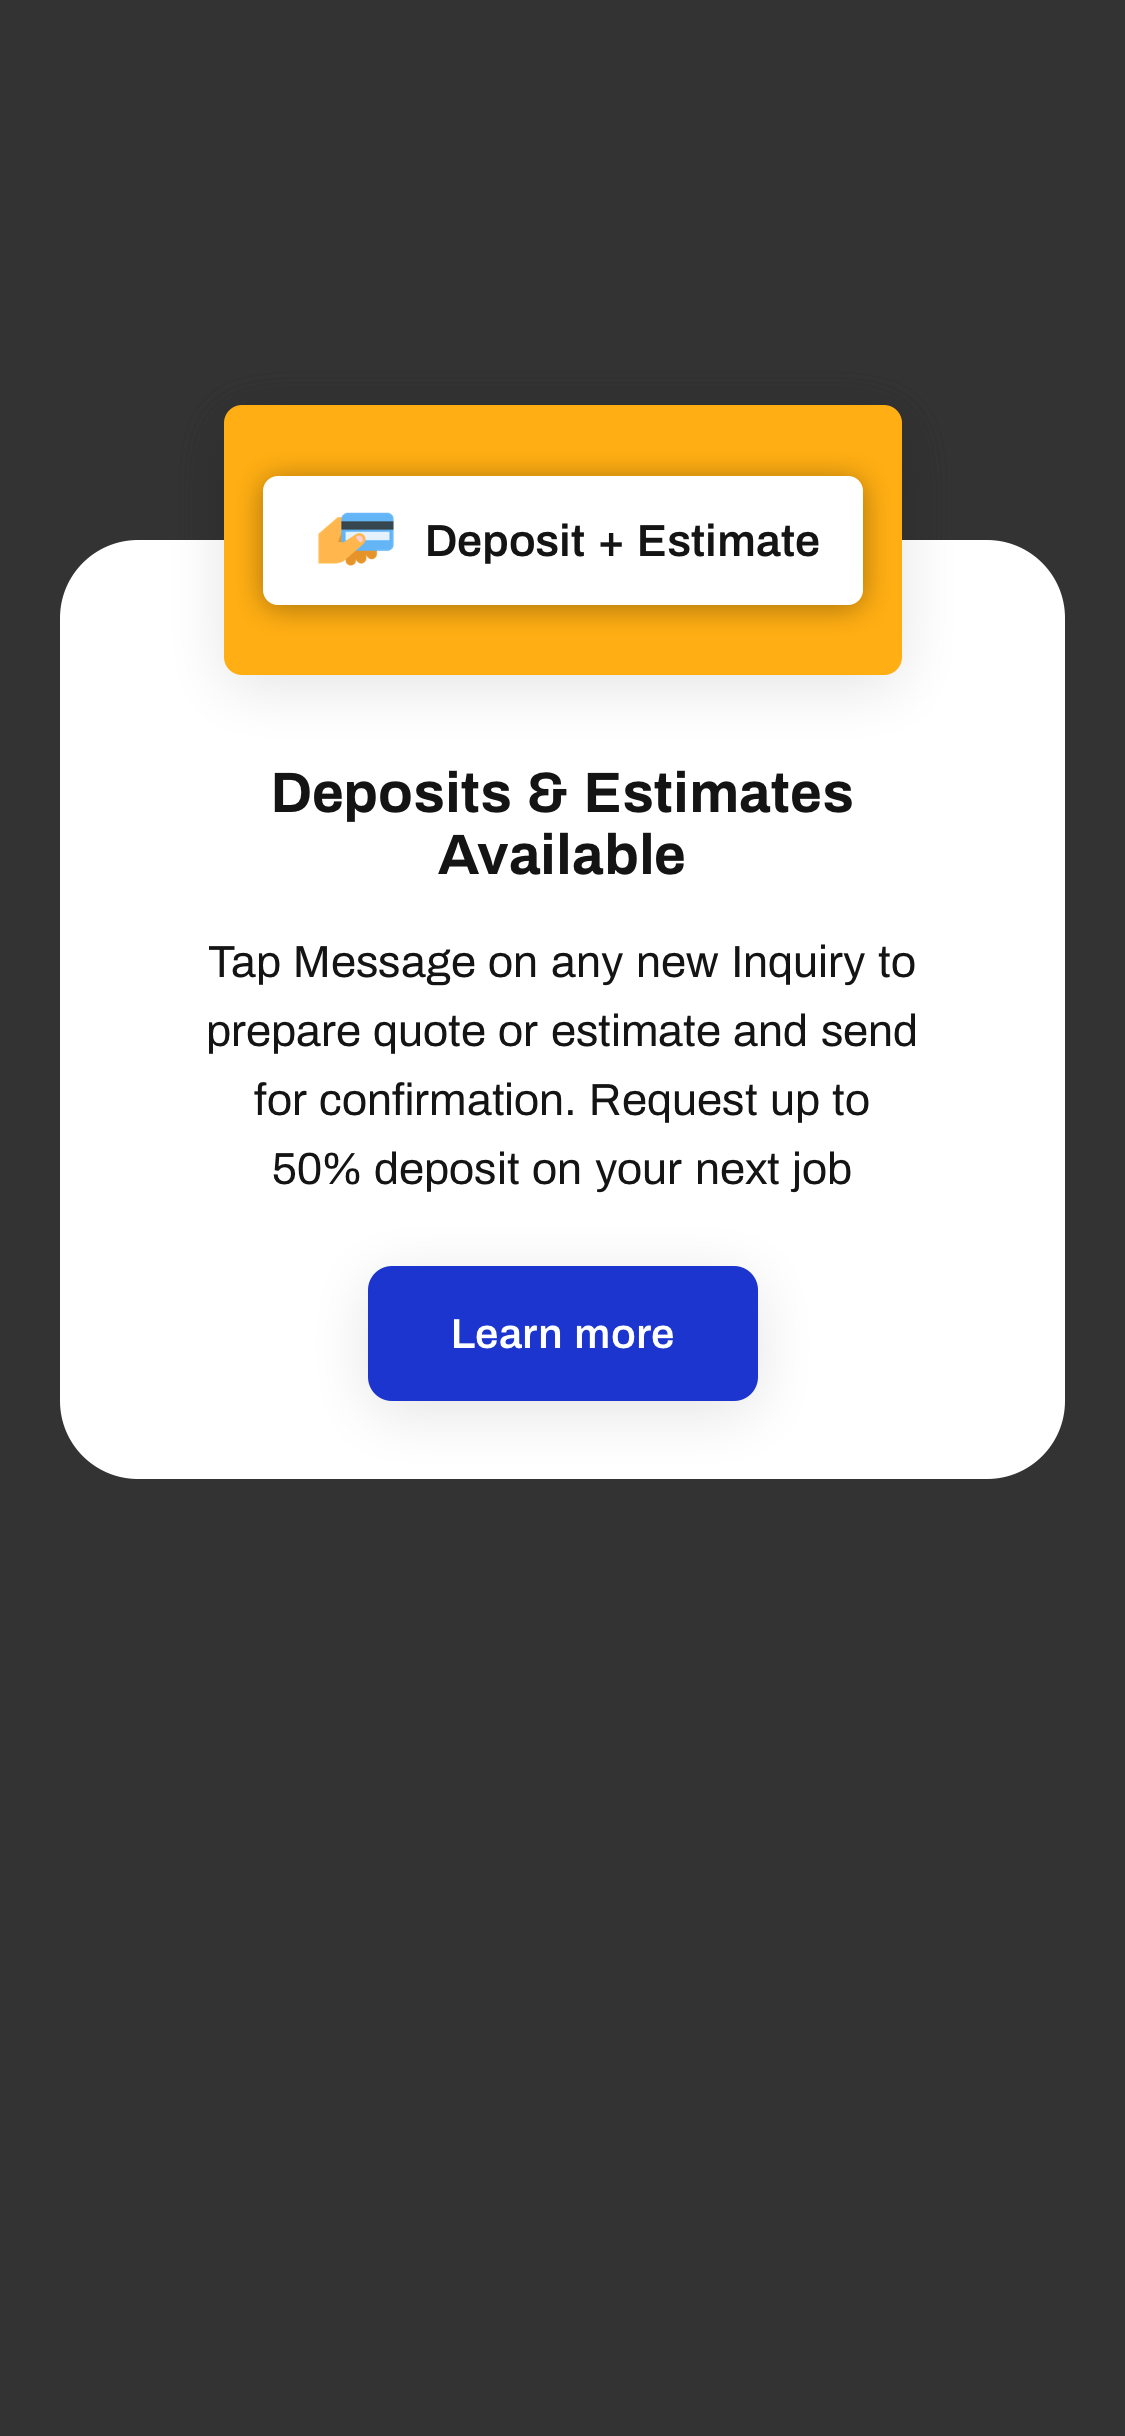 Deposit + Estimate
Deposits & Estimates
Available
Tap Message on any new Inquiry to
prepare quote or estimate and send
for confirmation. Request up to
50% deposit on your next job
Learn more